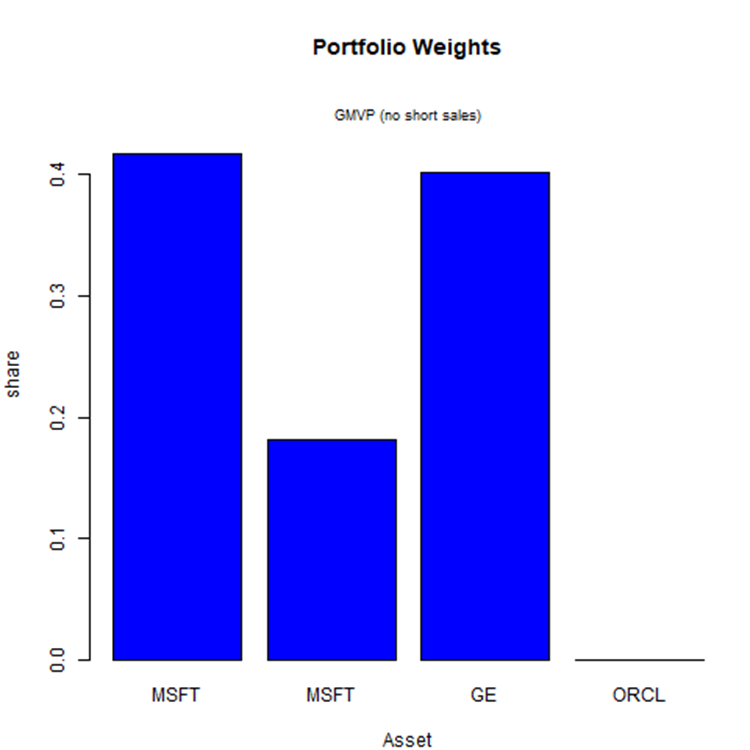 Portfolio Weights
GMVP (no short sales)
0.4
0.3
0.2
0.1
0.0
share
MSFT MSFT GE ORCL
Asset